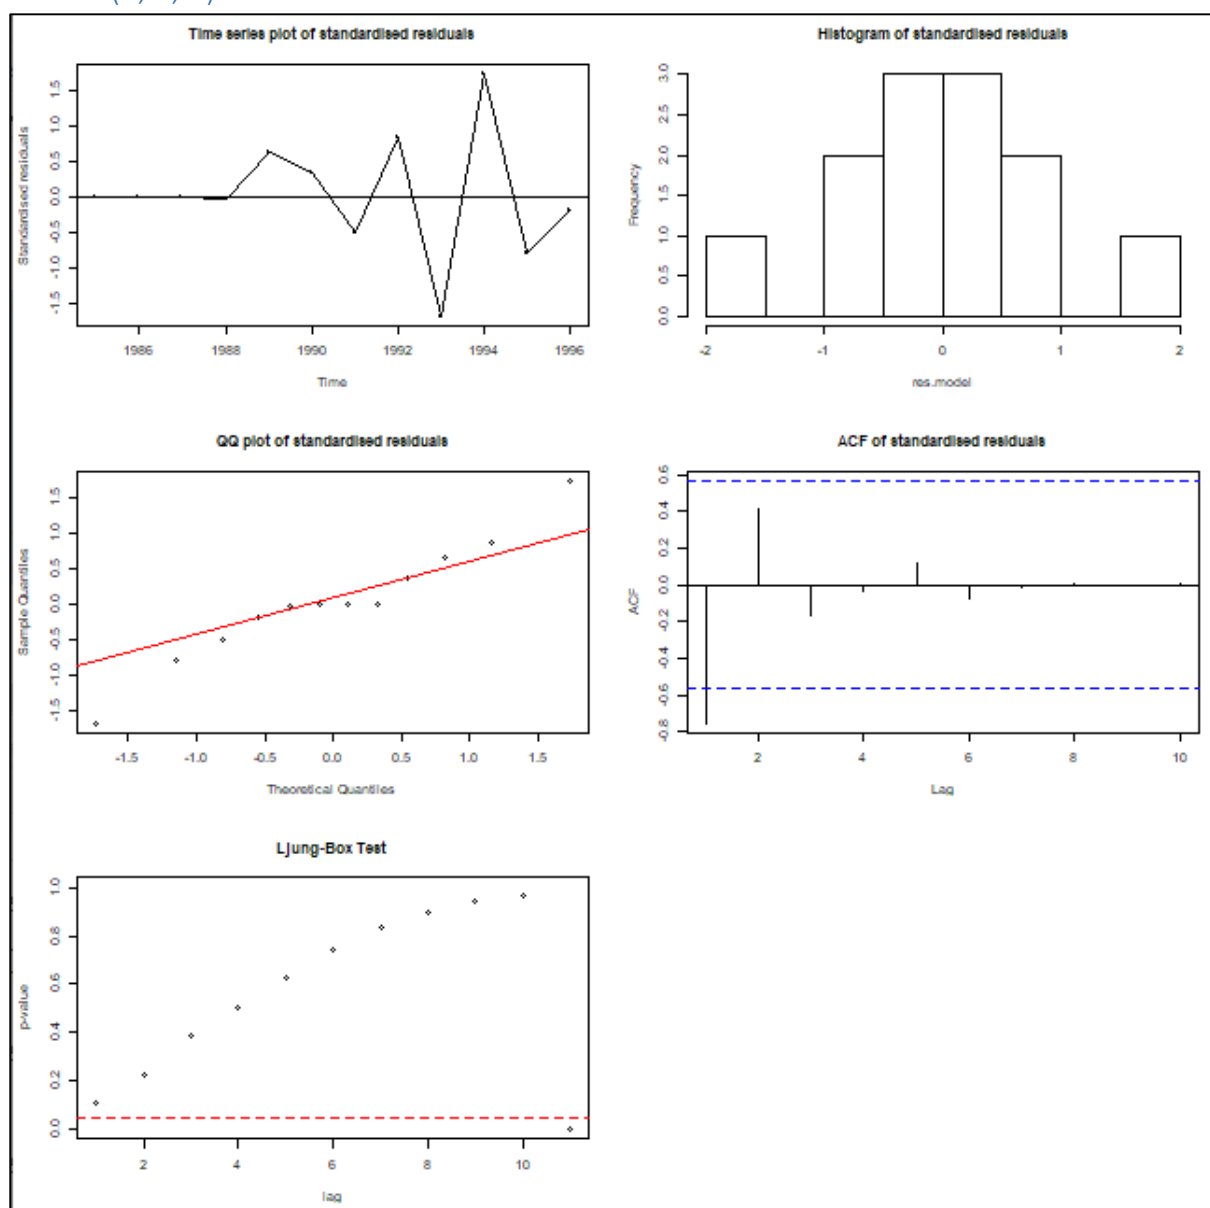 Time series plot of standardised residuals
Standardised residuals
1.5
1.0
0.5
0.0
-0.5
-1.0
-1.5
1986 1988 1990 1992 1994 1996
Time
Histogram of standardised residuals
Frequency
3.0
2.5
2.0
1.5
1.0
0.5
0.0
-2 -1 0 1 2
res.model
QQ plot of standardised residuals
Sample Quantiles
1.5
1.0
0.5
0.0
-0.5
-1.0
-1.5
-1.5 -1.0 -0.5 0.0 0.5 1.0 1.5
Theoretical Quantiles
ACF of standardised residuals
ACF
0.6
0.4
0.2
0.0
-0.2
-0.4
-0.6
-0.8
2 4 6 8 10
Lag
Ljung-Box Test
p-value
1.0
0.8
0.6
0.4
0.2
0.0
2 4 6 8 10
lag